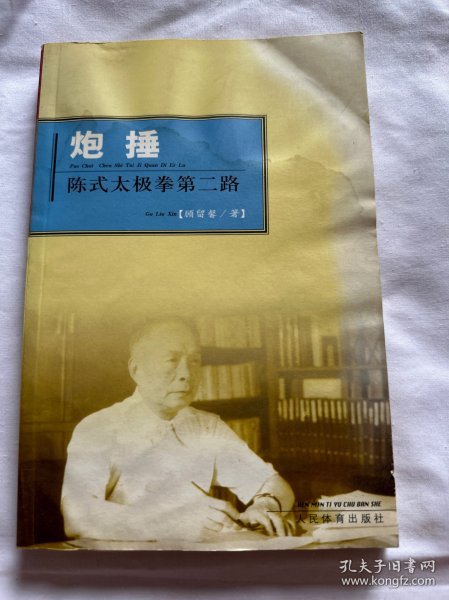 炮捶
Pao Chui Chen Shi Tai Ji Quan Di Er Lu
陈式太极拳第二路
Gu Liu Xin【顾留馨/著】
REN MIN TI YU CHU BAN SHE
人民体育出版社
孔夫子旧书网
www.kongfz.com